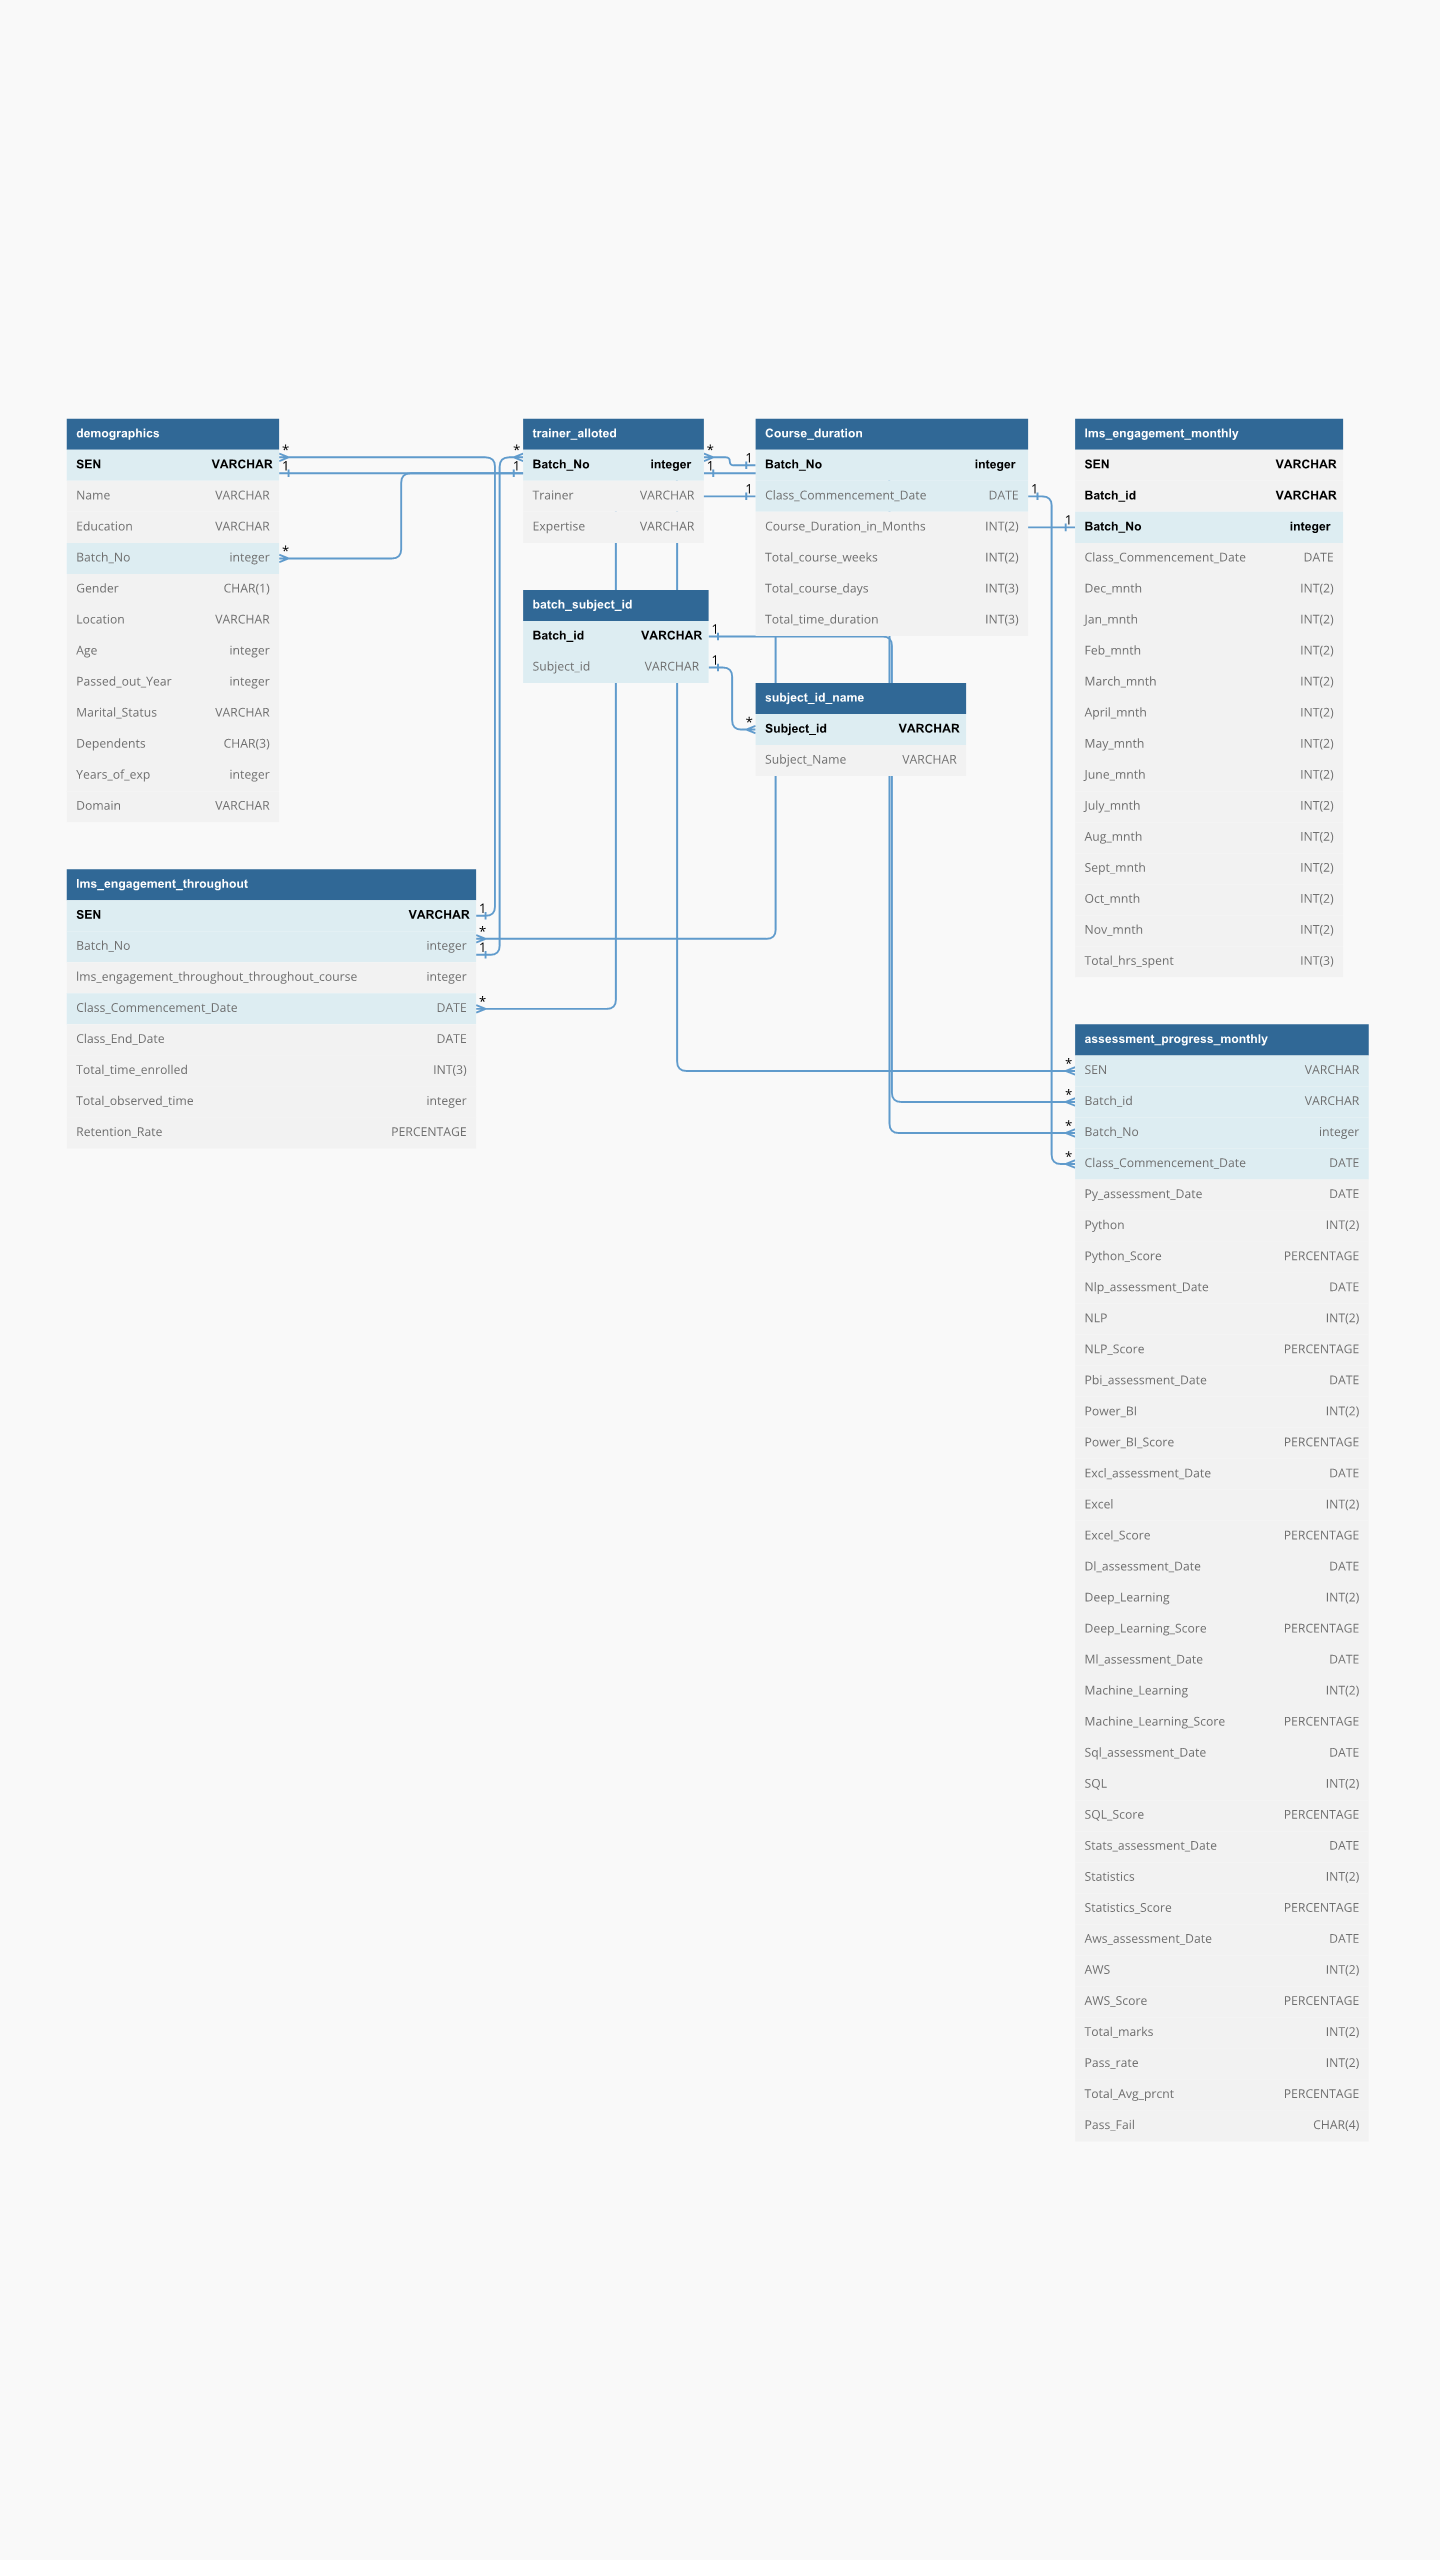 demographics
SEN VARCHAR
Name VARCHAR
Education VARCHAR
Batch_No integer
Gender CHAR(1)
Location VARCHAR
Age integer
Passed_out_Year integer
Marital_Status VARCHAR
Dependents CHAR(3)
Years_of_exp integer
Domain VARCHAR
*
1
*
trainer_alloted
Batch_No integer
Trainer VARCHAR
Expertise VARCHAR
*
1
*
1
Course_duration
Batch_No integer
Class_Commencement_Date DATE
Course_Duration_in_Months INT(2)
Total_course_weeks INT(2)
Total_course_days INT(3)
Total_time_duration INT(3)
1
1
1
lms_engagement_monthly
SEN VARCHAR
Batch_id VARCHAR
Batch_No integer
Class_Commencement_Date DATE
Dec_mnth INT(2)
Jan_mnth INT(2)
Feb_mnth INT(2)
March_mnth INT(2)
April_mnth INT(2)
May_mnth INT(2)
June_mnth INT(2)
July_mnth INT(2)
Aug_mnth INT(2)
Sept_mnth INT(2)
Oct_mnth INT(2)
Nov_mnth INT(2)
Total_hrs_spent INT(3)
1
batch_subject_id
Batch_id VARCHAR
Subject_id VARCHAR
1
1
subject_id_name
Subject_id VARCHAR
Subject_Name VARCHAR
*
lms_engagement_throughout
SEN VARCHAR
Batch_No integer
lms_engagement_throughout_throughout_course integer
Class_Commencement_Date DATE
Class_End_Date DATE
Total_time_enrolled INT(3)
Total_observed_time integer
Retention_Rate PERCENTAGE
1
*
1
*
assessment_progress_monthly
SEN VARCHAR
Batch_id VARCHAR
Batch_No integer
Class_Commencement_Date DATE
Py_assessment_Date DATE
Python INT(2)
Python_Score PERCENTAGE
Nlp_assessment_Date DATE
NLP INT(2)
NLP_Score PERCENTAGE
Pbi_assessment_Date DATE
Power_BI INT(2)
Power_BI_Score PERCENTAGE
Excl_assessment_Date DATE
Excel INT(2)
Excel_Score PERCENTAGE
Dl_assessment_Date DATE
Deep_Learning INT(2)
Deep_Learning_Score PERCENTAGE
Ml_assessment_Date DATE
Machine_Learning INT(2)
Machine_Learning_Score PERCENTAGE
Sql_assessment_Date DATE
SQL INT(2)
SQL_Score PERCENTAGE
Stats_assessment_Date DATE
Statistics INT(2)
Statistics_Score PERCENTAGE
Aws_assessment_Date DATE
AWS INT(2)
AWS_Score PERCENTAGE
Total_marks INT(2)
Pass_rate INT(2)
Total_Avg_prcnt PERCENTAGE
Pass_Fail CHAR(4)
*
*
*
*